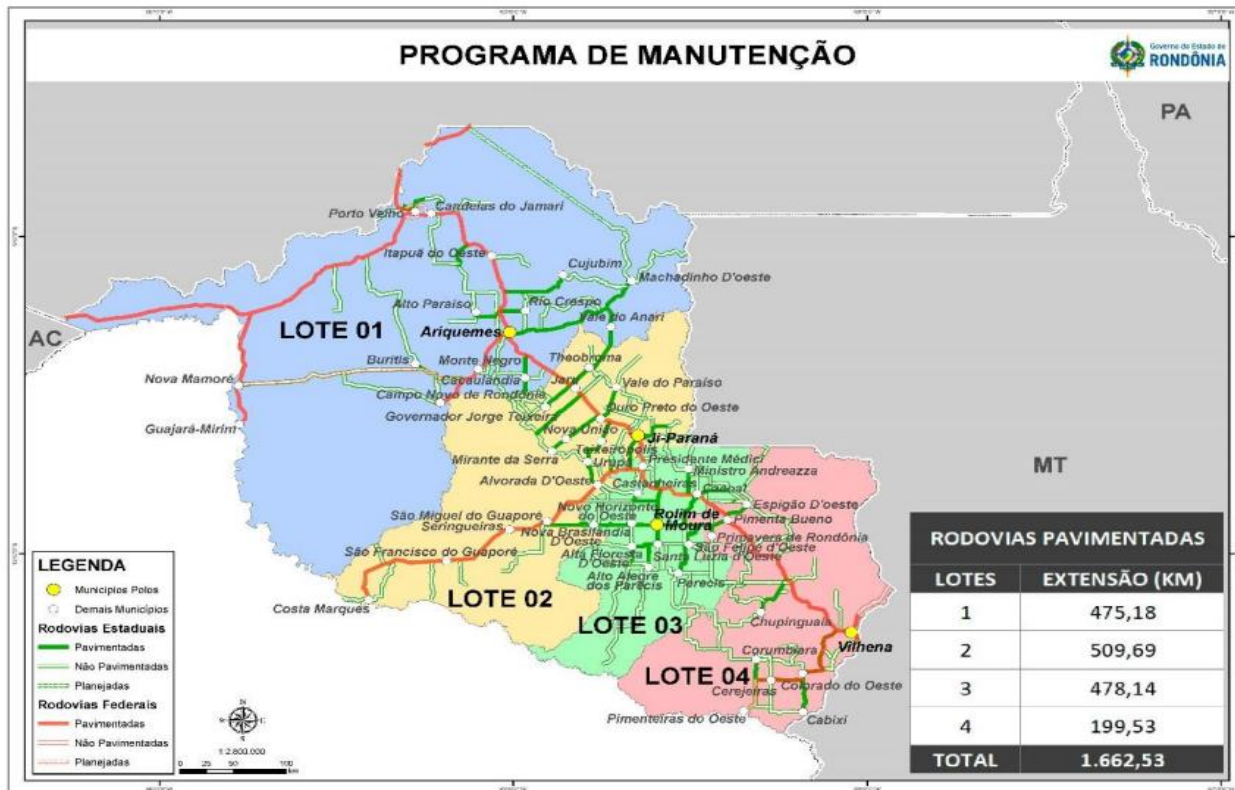 PROGRAMA DE MANUTENÇÃO
Governo do Estado de
RONDÔNIA
PA
AC
MT
LOTE 01
LOTE 02
LOTE 03
LOTE 04
Porto Velho
Candeias do Jamari
Itapuã do Oeste
Cujubim
Machadinho D'oeste
Alto Paraíso
Rio Crespo
Vale do Anari
Ariquemes
Buritis
Monte Negro
Theobroma
Nova Mamoré
Cacaulândia
Jaru
Vale do Paraíso
Campo Novo de Rondônia
Governador Jorge Teixeira
Ouro Preto do Oeste
Guajará-Mirim
Nova União
Ji-Paraná
Teixeirópolis
Mirante da Serra
Urupá
Presidente Médici
Ministro Andreazza
Alvorada D'Oeste
Castanheiras
Cacoal
Espigão D'oeste
São Miguel do Guaporé
Novo Horizonte
do Oeste
Rolim de
Moura
Pimenta Bueno
Seringueiras
Nova Brasilândia
D'Oeste
Primavera de Rondônia
São Felipe d'Oeste
São Francisco do Guaporé
Alta Floresta
D'Oeste
Santa Luzia d'Oeste
Alto Alegre
dos Parecis
Parecis
Costa Marques
Chupinguaia
Vilhena
Corumbiara
Cerejeiras
Colorado do Oeste
Pimenteiras do Oeste
Cabixi
LEGENDA
Municípios Polos
Demais Municípios
Rodovias Estaduais
Pavimentadas
Não Pavimentadas
Planejadas
Rodovias Federais
Pavimentadas
Não Pavimentadas
Planejadas
N
1:2.800.000
0 25 50 100
km
RODOVIAS PAVIMENTADAS
LOTES EXTENSÃO (KM)
1 475,18
2 509,69
3 478,14
4 199,53
TOTAL 1.662,53